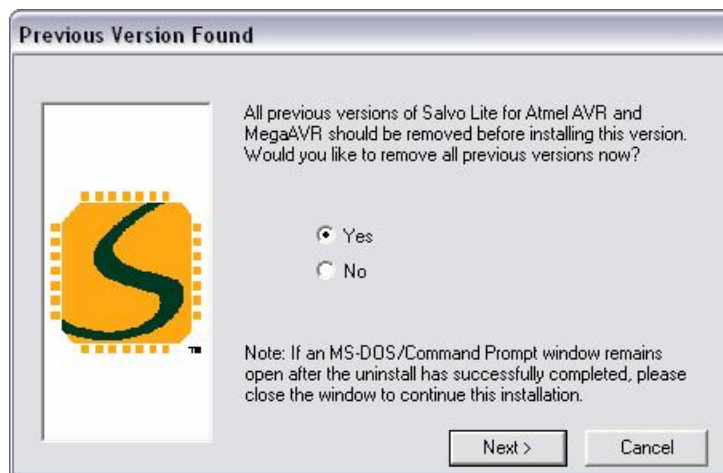 Previous Version Found
All previous versions of Salvo Lite for Atmel AVR and
MegaAVR should be removed before installing this version.
Would you like to remove all previous versions now?
Yes
No
TM
Note: If an MS-DOS/Command Prompt window remains
open after the uninstall has successfully completed, please
close the window to continue this installation.
Next >
Cancel